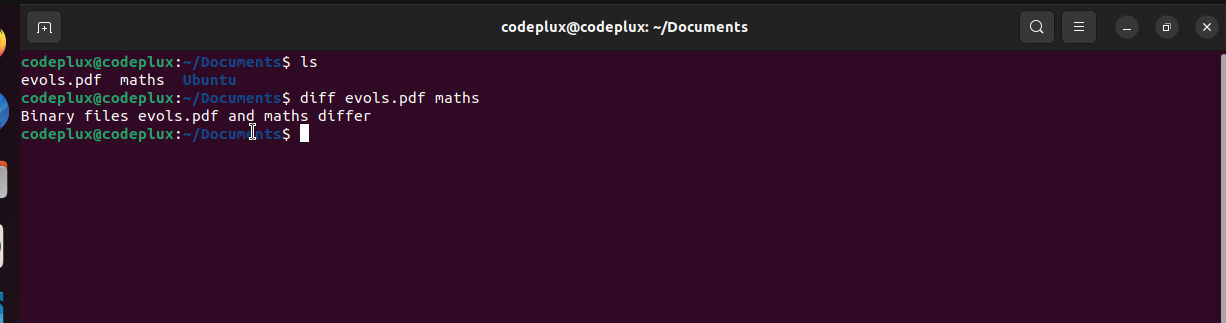 codeplux@codeplux: ~/Documents
codeplux@codeplux:~/Documents$ ls
evols.pdf  maths  Ubuntu
codeplux@codeplux:~/Documents$ diff evols.pdf maths
Binary files evols.pdf and maths differ
codeplux@codeplux:~/Documents$